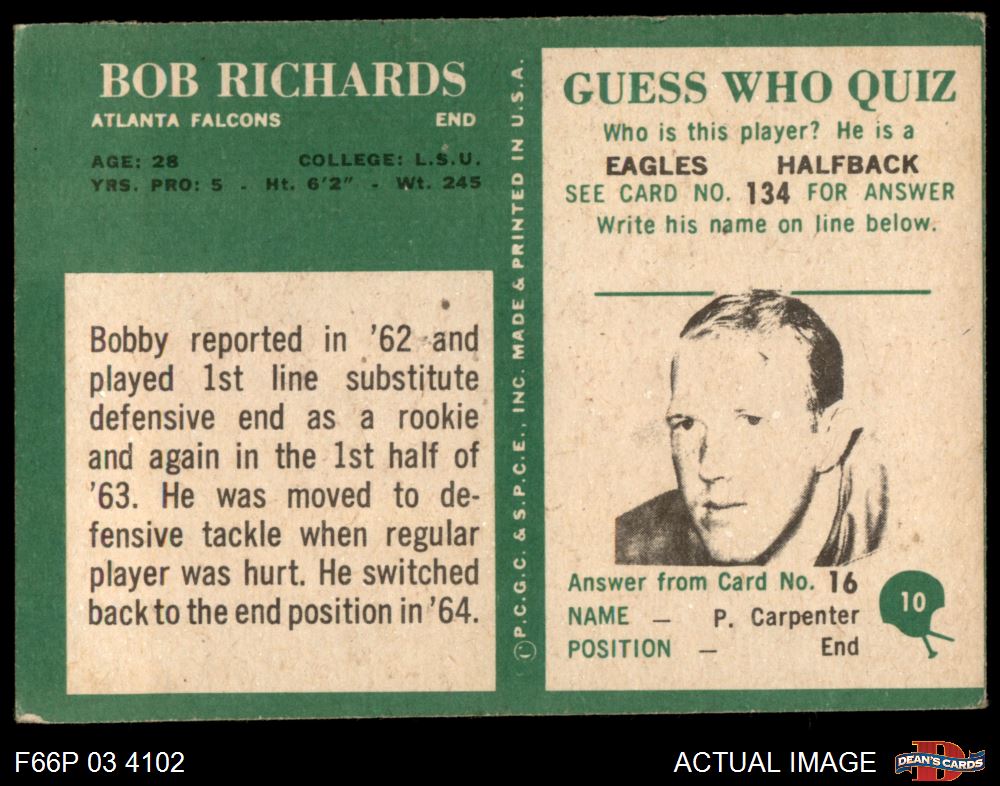 BOB RICHARDS
ATLANTA FALCONS END
AGE: 28 COLLEGE: L.S.U.
YRS. PRO: 5 - Ht. 6'2" - Wt. 245
Bobby reported in '62 and
played 1st line substitute
defensive end as a rookie
and again in the 1st half of
'63. He was moved to de-
fensive tackle when regular
player was hurt. He switched
back to the end position in '64.
© P.C.G.C. & S.P.C.E., INC. MADE & PRINTED IN U.S.A.
GUESS WHO QUIZ
Who is this player? He is a
EAGLES HALFBACK
SEE CARD NO. 134 FOR ANSWER
Write his name on line below.
Answer from Card No. 16
NAME — P. Carpenter
POSITION — End
10
F66P 03 4102
ACTUAL IMAGE
D
DEAN'S CARDS